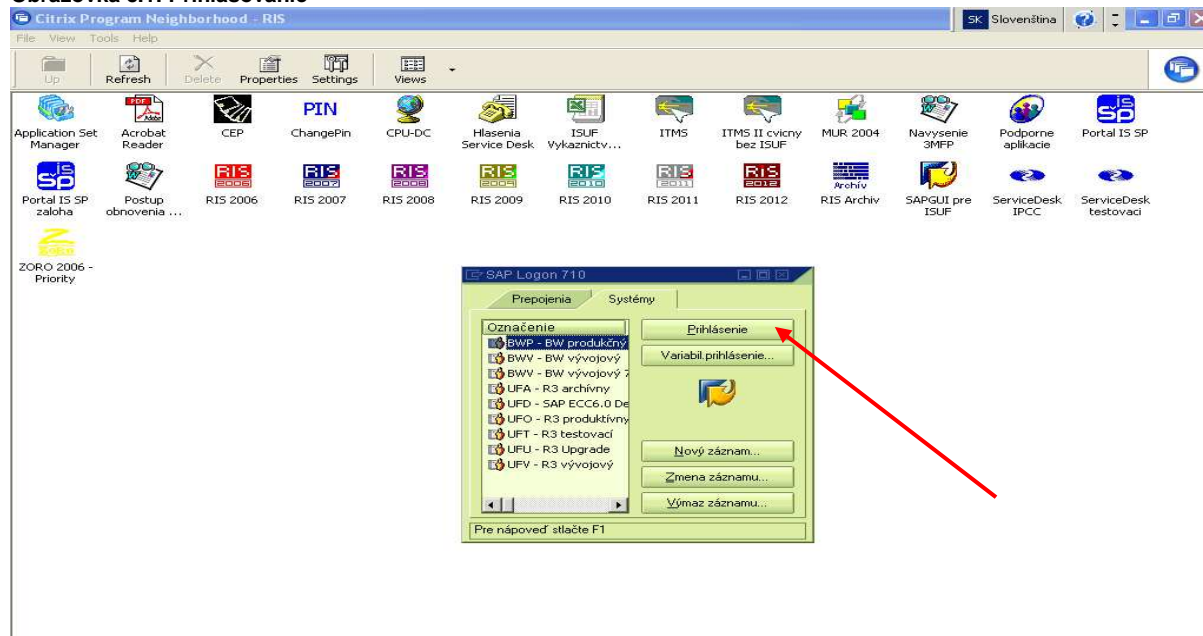 Obrazovka č.1: Prihlasovanie
Citrix Program Neighborhood - RIS
SK Slovenština
File View Tools Help
Up Refresh Delete Properties Settings Views
Application Set Manager
Acrobat Reader
CEP
PIN
ChangePin
CPU-DC
Hlasenia Service Desk
ISUF Vykaznictv...
ITMS
ITMS II cvicny bez ISUF
MUR 2004
Navysenie 3MFP
Podporne aplikacie
Portal IS SP
Portal IS SP zaloha
Postup obnovenia ...
RIS 2006
RIS 2007
RIS 2008
RIS 2009
RIS 2010
RIS 2011
RIS 2012
Archív
RIS Archiv
SAPGUI pre ISUF
ServiceDesk IPCC
ServiceDesk testovaci
ZORO 2006 - Priority
SAP Logon 710
Prepojenia Systémy
Označenie
BWP - BW produkčný
BWV - BW vývojový
BWV - BW vývojový 7
UFA - R3 archívny
UFD - SAP ECC6.0 De
UFO - R3 produktívny
UFT - R3 testovací
UFU - R3 Upgrade
UFV - R3 vývojový
Prihlásenie
Variabil.prihlásenie...
Nový záznam...
Zmena záznamu...
Výmaz záznamu...
Pre nápoveď stlačte F1